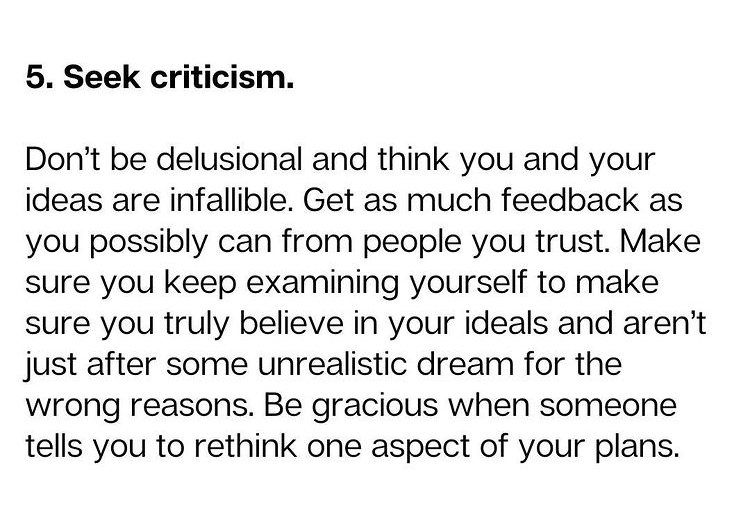 5. Seek criticism.
Don’t be delusional and think you and your
ideas are infallible. Get as much feedback as
you possibly can from people you trust. Make
sure you keep examining yourself to make
sure you truly believe in your ideals and aren’t
just after some unrealistic dream for the
wrong reasons. Be gracious when someone
tells you to rethink one aspect of your plans.